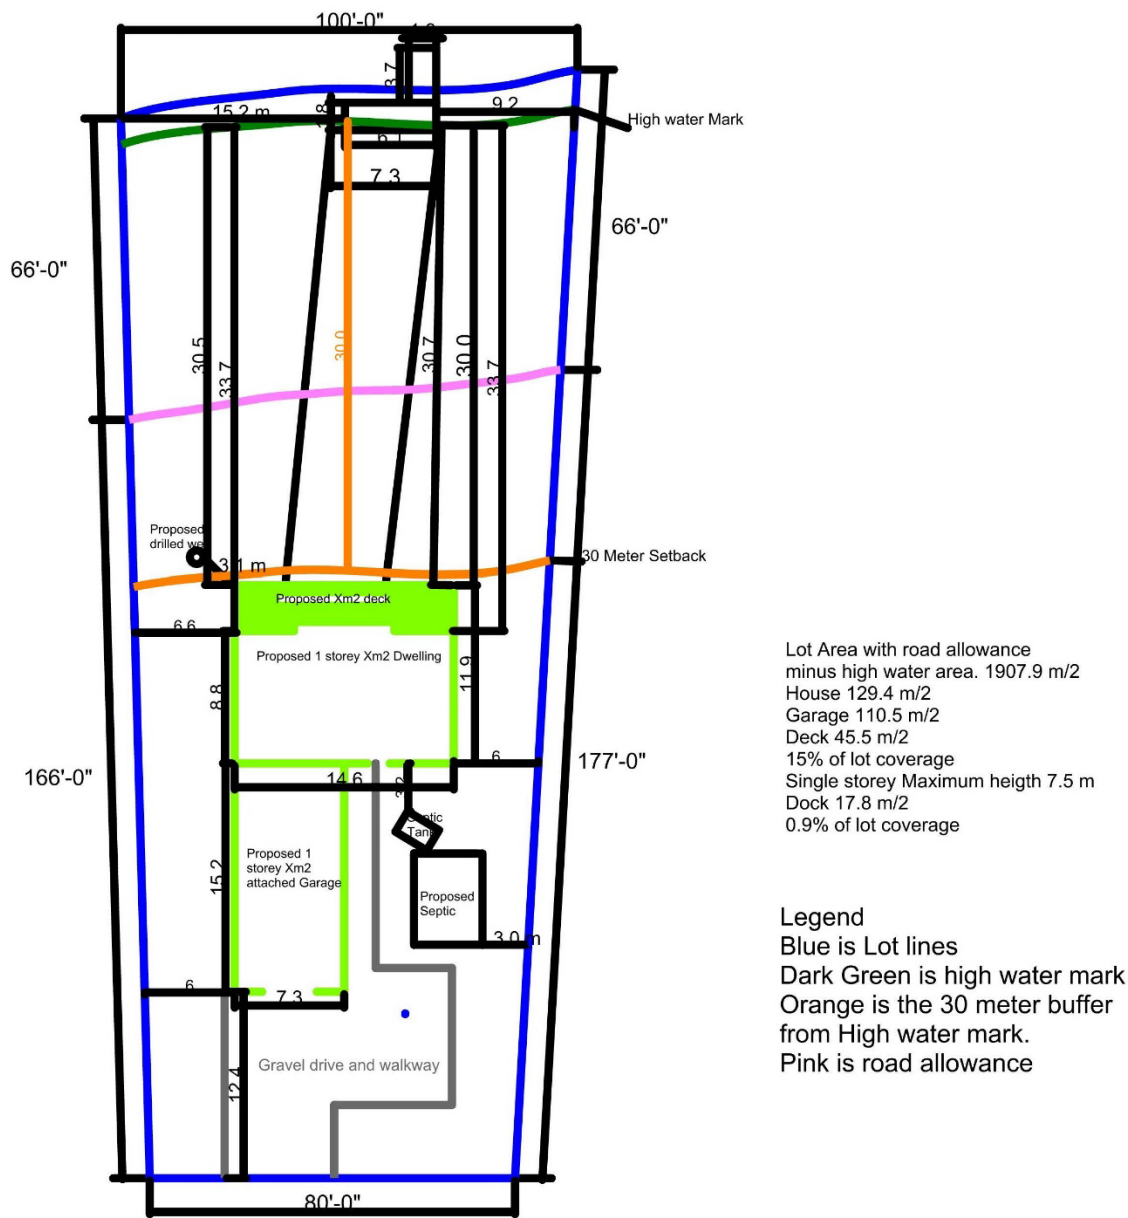 100'-0"
3.7
1.8
15.2 m
9.2
High water Mark
6.1
7.3
66'-0"
66'-0"
30.5
33.7
30.0
30.7
30.0
33.7
Proposed
drilled we
3.1 m
30 Meter Setback
Proposed Xm2 deck
6.6
Proposed 1 storey Xm2 Dwelling
11.9
8.8
166'-0"
14.6
6
177'-0"
Tank
Proposed 1
storey Xm2
attached Garage
15.2
Proposed
Septic
3.0 m
6
7.3
Gravel drive and walkway
12.4
80'-0"
Lot Area with road allowance
minus high water area. 1907.9 m/2
House 129.4 m/2
Garage 110.5 m/2
Deck 45.5 m/2
15% of lot coverage
Single storey Maximum heigth 7.5 m
Dock 17.8 m/2
0.9% of lot coverage
Legend
Blue is Lot lines
Dark Green is high water mark
Orange is the 30 meter buffer
from High water mark.
Pink is road allowance